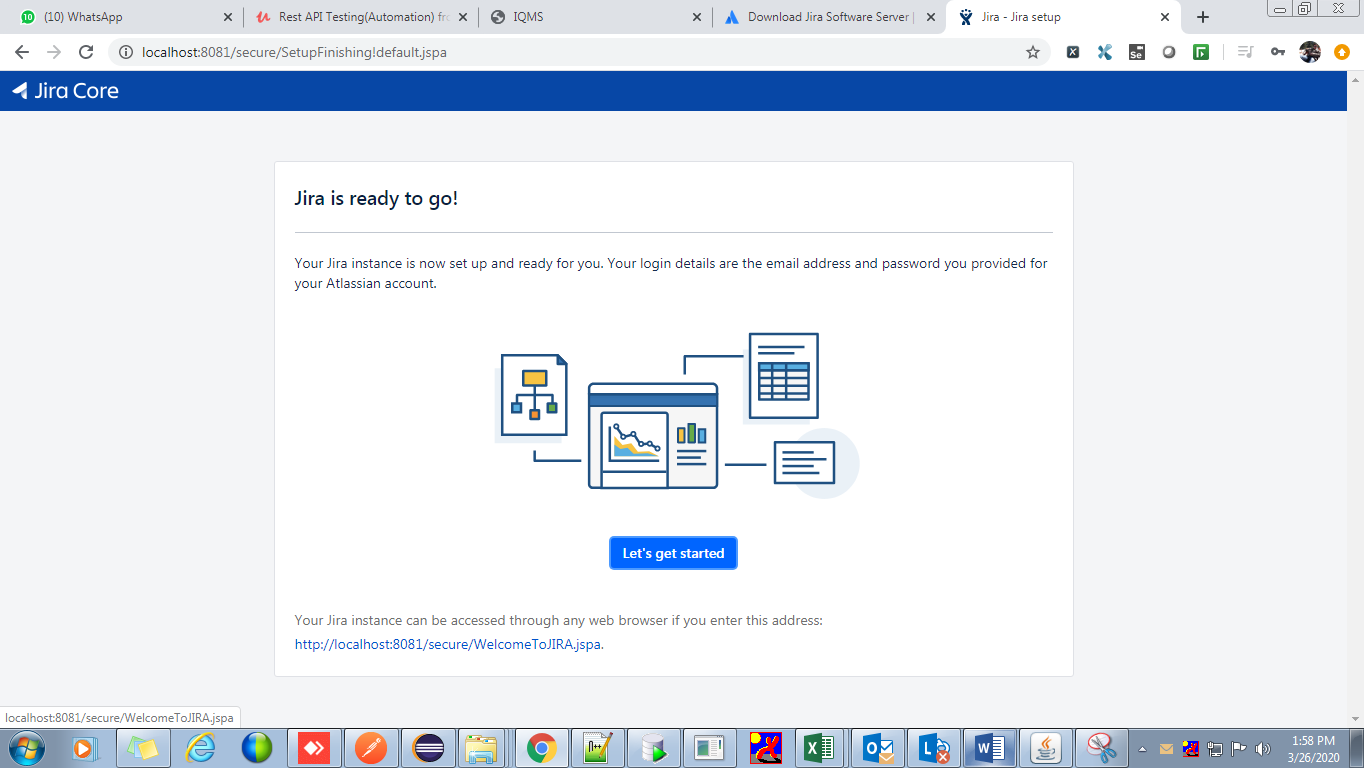 (10) WhatsApp
Rest API Testing(Automation) fro
IQMS
Download Jira Software Server |
Jira - Jira setup
localhost:8081/secure/SetupFinishing!default.jspa
Jira Core
Jira is ready to go!
Your Jira instance is now set up and ready for you. Your login details are the email address and password you provided for
your Atlassian account.
Let's get started
Your Jira instance can be accessed through any web browser if you enter this address:
http://localhost:8081/secure/WelcomeToJIRA.jspa.
localhost:8081/secure/WelcomeToJIRA.jspa
1:58 PM
3/26/2020